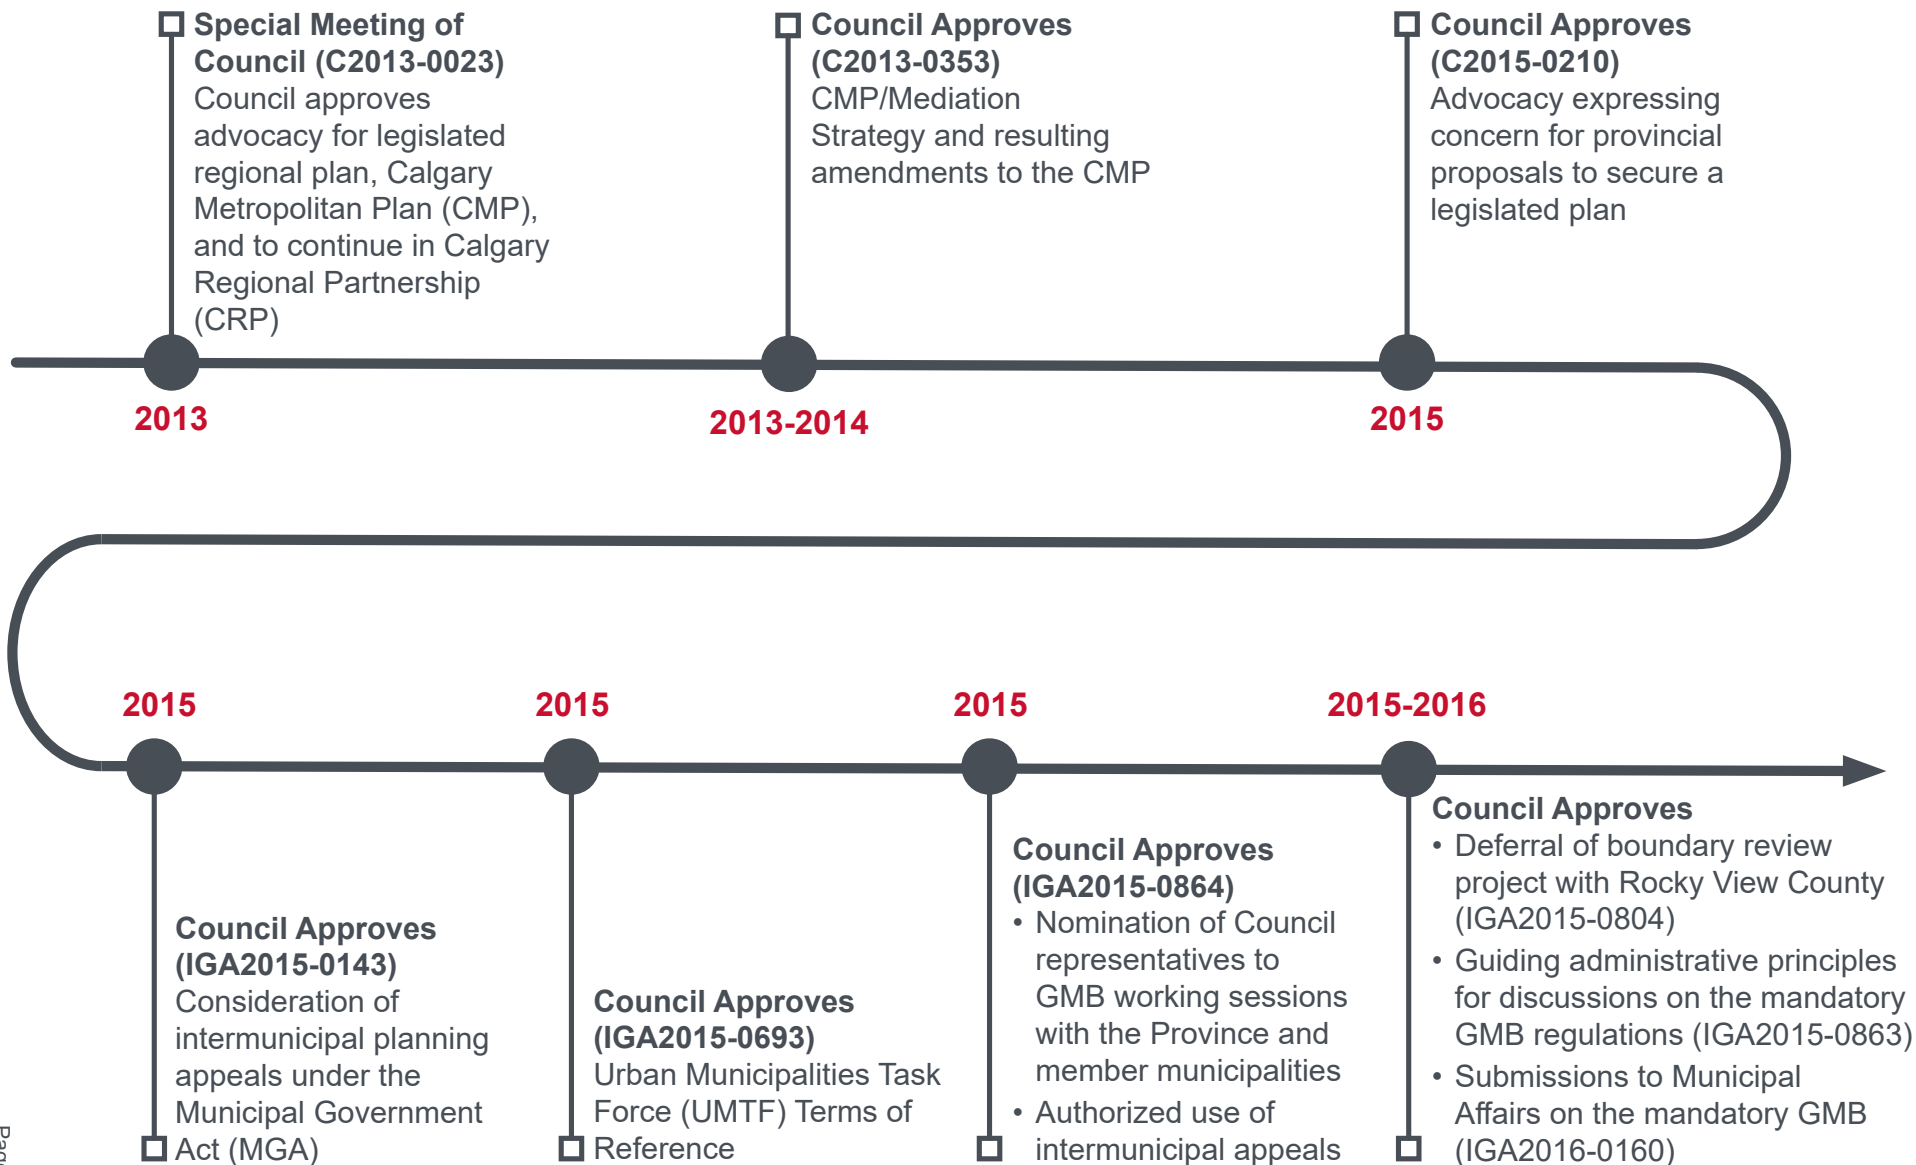 Special Meeting of
Council (C2013-0023)
Council approves
advocacy for legislated
regional plan, Calgary
Metropolitan Plan (CMP),
and to continue in Calgary
Regional Partnership
(CRP)
2013
Council Approves
(C2013-0353)
CMP/Mediation
Strategy and resulting
amendments to the CMP
2013-2014
Council Approves
(C2015-0210)
Advocacy expressing
concern for provincial
proposals to secure a
legislated plan
2015
2015
Council Approves
(IGA2015-0143)
Consideration of
intermunicipal planning
appeals under the
Municipal Government
Act (MGA)
2015
Council Approves
(IGA2015-0693)
Urban Municipalities Task
Force (UMTF) Terms of
Reference
2015
Council Approves
(IGA2015-0864)
• Nomination of Council
representatives to
GMB working sessions
with the Province and
member municipalities
• Authorized use of
intermunicipal appeals
2015-2016
Council Approves
• Deferral of boundary review
project with Rocky View County
(IGA2015-0804)
• Guiding administrative principles
for discussions on the mandatory
GMB regulations (IGA2015-0863)
• Submissions to Municipal
Affairs on the mandatory GMB
(IGA2016-0160)